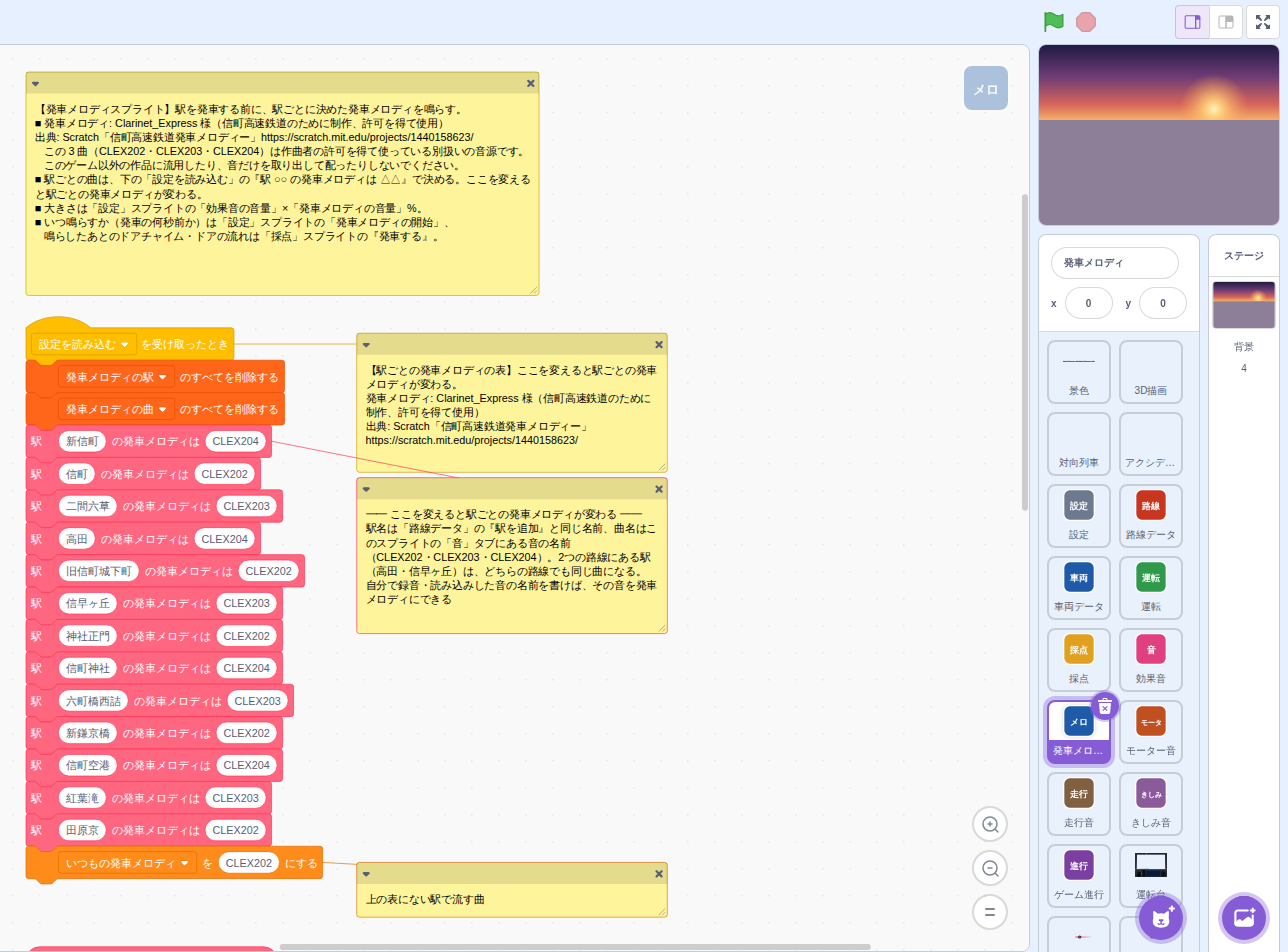 【発車メロディスプライト】駅を発車する前に、駅ごとに決めた発車メロディを鳴らす。
■ 発車メロディ: Clarinet_Express 様（信町高速鉄道のために制作、許可を得て使用）
出典: Scratch「信町高速鉄道発車メロディー」https://scratch.mit.edu/projects/1440158623/
この 3 曲（CLEX202・CLEX203・CLEX204）は作曲者の許可を得て使っている別扱いの音源です。
このゲーム以外の作品に流用したり、音だけを取り出して配ったりしないでください。
■ 駅ごとの曲は、下の「設定を読み込む」の『駅 ○○ の発車メロディは △△』で決める。ここを変える
と駅ごとの発車メロディが変わる。
■ 大きさは「設定」スプライトの「効果音の音量」×「発車メロディの音量」%。
■ いつ鳴らすか（発車の何秒前か）は「設定」スプライトの「発車メロディの開始」、
鳴らしたあとのドアチャイム・ドアの流れは「採点」スプライトの『発車する』。
メロ
設定を読み込む を受け取ったとき
発車メロディの駅 のすべてを削除する
発車メロディの曲 のすべてを削除する
駅 新信町 の発車メロディは CLEX204
駅 信町 の発車メロディは CLEX202
駅 二間六草 の発車メロディは CLEX203
駅 高田 の発車メロディは CLEX204
駅 旧信町城下町 の発車メロディは CLEX202
駅 信早ヶ丘 の発車メロディは CLEX203
駅 神社正門 の発車メロディは CLEX202
駅 信町神社 の発車メロディは CLEX204
駅 六町橋西詰 の発車メロディは CLEX203
駅 新鎌京橋 の発車メロディは CLEX202
駅 信町空港 の発車メロディは CLEX204
駅 紅葉滝 の発車メロディは CLEX203
駅 田原京 の発車メロディは CLEX202
いつもの発車メロディ を CLEX202 にする
【駅ごとの発車メロディの表】ここを変えると駅ごとの発車
メロディが変わる。
発車メロディ: Clarinet_Express 様（信町高速鉄道のために
制作、許可を得て使用）
出典: Scratch「信町高速鉄道発車メロディー」
https://scratch.mit.edu/projects/1440158623/
─── ここを変えると駅ごとの発車メロディが変わる ───
駅名は「路線データ」の『駅を追加』と同じ名前、曲名はこ
のスプライトの「音」タブにある音の名前
（CLEX202・CLEX203・CLEX204）。2つの路線にある駅
（高田・信早ヶ丘）は、どちらの路線でも同じ曲になる。
自分で録音・読み込みした音の名前を書けば、その音を発車
メロディにできる
上の表にない駅で流す曲
発車メロディ
x 0 y 0
ステージ
背景
4
景色
3D描画
対向列車
アクシデ…
設定
設定
路線
路線データ
車両
車両データ
運転
運転
採点
採点
音
効果音
メロ
発車メロ…
モータ
モーター音
走行
走行音
きしみ
きしみ音
進行
ゲーム進行
運転台